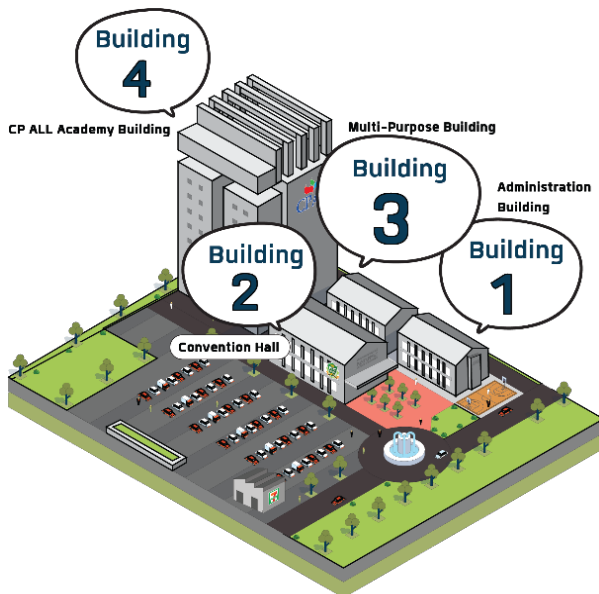 Building
4
CP ALL Academy Building
Multi-Purpose Building
Building
3
Administration
Building
Building
1
Building
2
Convention Hall
7